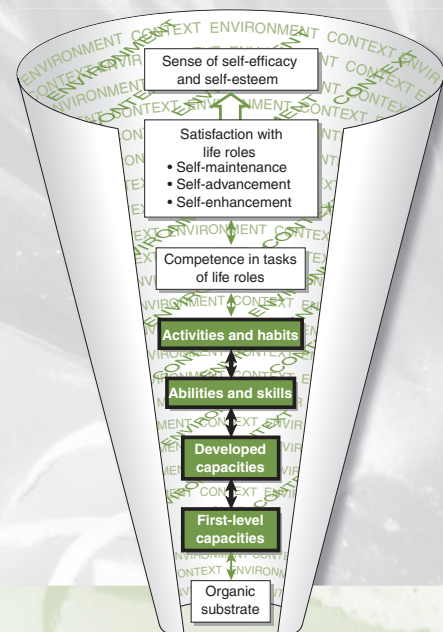 Sense of self-efficacy
and self-esteem
Satisfaction with
life roles
• Self-maintenance
• Self-advancement
• Self-enhancement
Competence in tasks
of life roles
Activities and habits
Abilities and skills
Developed
capacities
First-level
capacities
Organic
substrate
ENVIRONMENT CONTEXT ENVIRONMENT CONTEXT